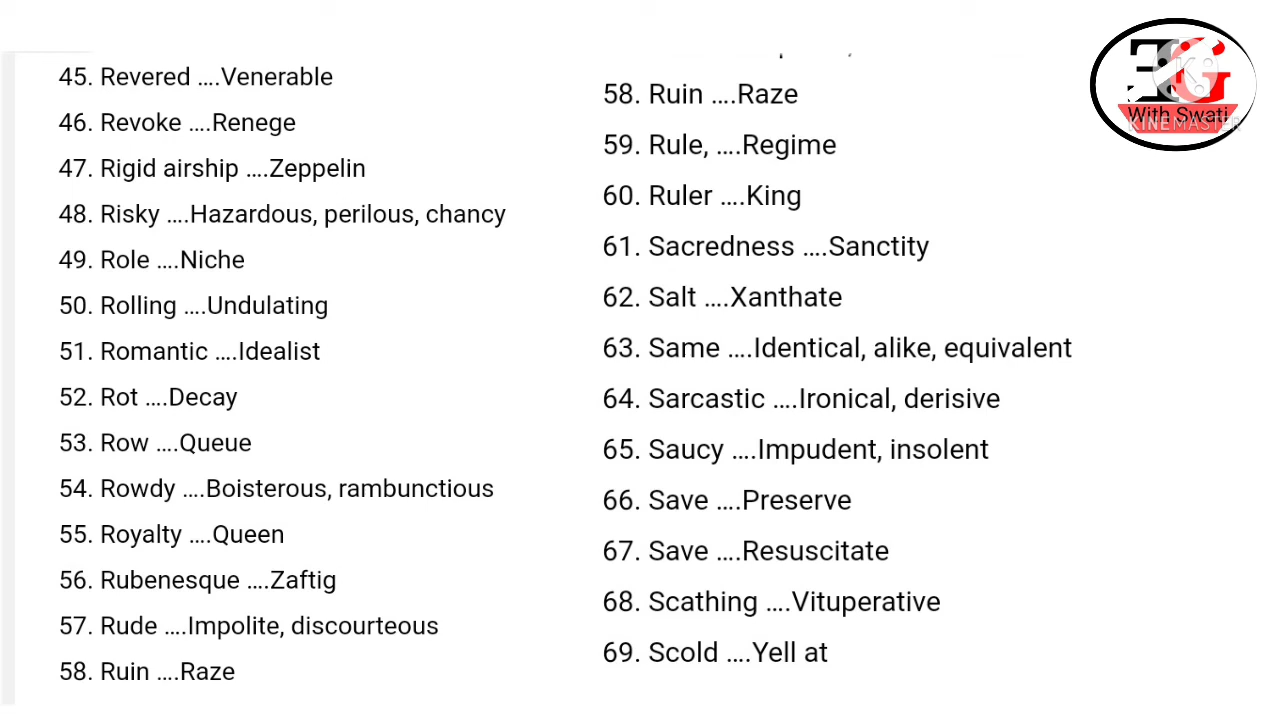 45. Revered ....Venerable
46. Revoke ....Renege
47. Rigid airship ....Zeppelin
48. Risky ....Hazardous, perilous, chancy
49. Role ....Niche
50. Rolling ....Undulating
51. Romantic ....Idealist
52. Rot ....Decay
53. Row ....Queue
54. Rowdy ....Boisterous, rambunctious
55. Royalty ....Queen
56. Rubenesque ....Zaftig
57. Rude ....Impolite, discourteous
58. Ruin ....Raze
58. Ruin ....Raze
59. Rule, ....Regime
60. Ruler ....King
61. Sacredness ....Sanctity
62. Salt ....Xanthate
63. Same ....Identical, alike, equivalent
64. Sarcastic ....Ironical, derisive
65. Saucy ....Impudent, insolent
66. Save ....Preserve
67. Save ....Resuscitate
68. Scathing ....Vituperative
69. Scold ....Yell at
With Swati
KINEMASTER